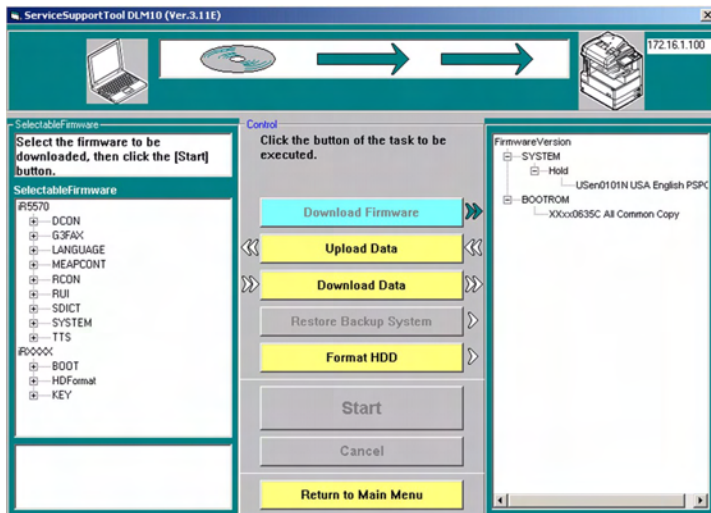 ServiceSupportTool DLM10 (Ver.3.11E)
172.16.1.100
SelectableFirmware
Select the firmware to be
downloaded, then click the [Start]
button.
SelectableFirmware
iR5570
DCON
G3FAX
LANGUAGE
MEAPCONT
RCON
RUI
SDICT
SYSTEM
TTS
iRXXXX
BOOT
HDFormat
KEY
Control
Click the button of the task to be
executed.
Download Firmware
Upload Data
Download Data
Restore Backup System
Format HDD
Start
Cancel
Return to Main Menu
FirmwareVersion
SYSTEM
Hold
USen0101N USA English PSPC
BOOTROM
XXxx0635C All Common Copy